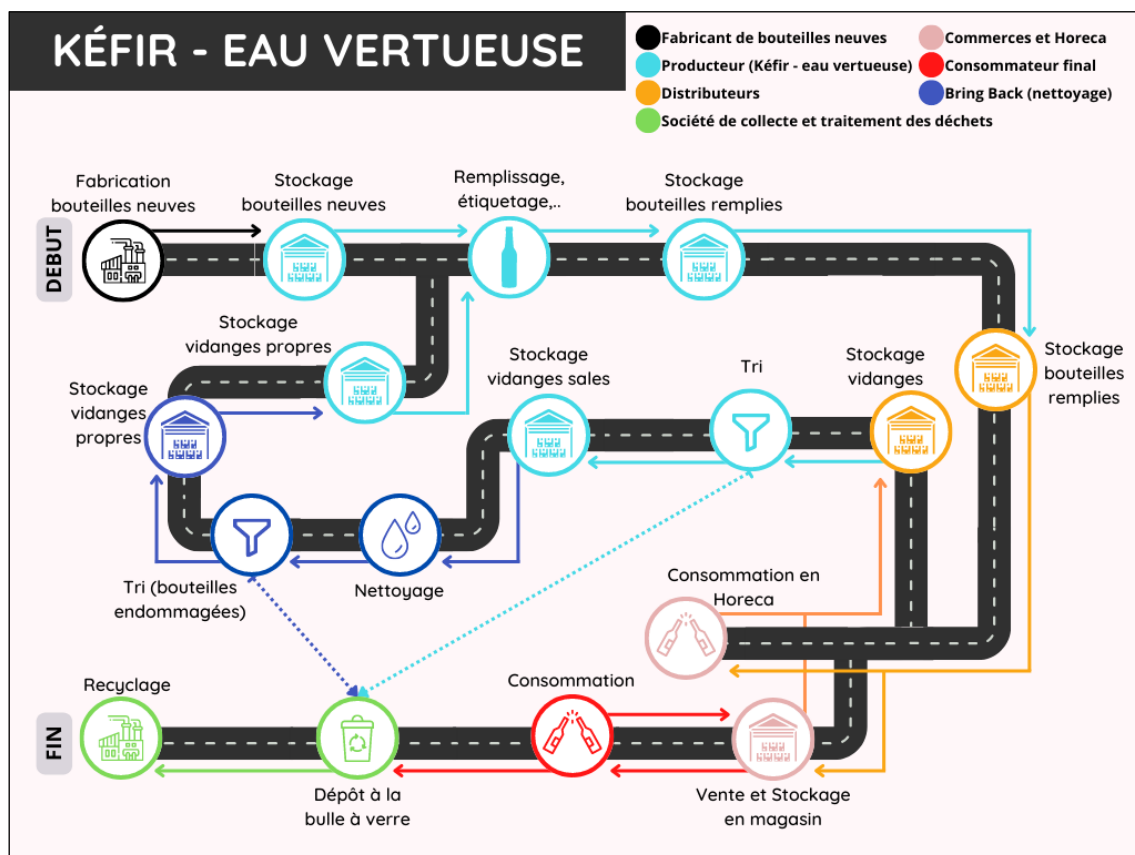 KÉFIR - EAU VERTUEUSE
Fabricant de bouteilles neuves
Producteur (Kéfir - eau vertueuse)
Distributeurs
Société de collecte et traitement des déchets
Commerces et Horeca
Consommateur final
Bring Back (nettoyage)
DEBUT
Fabrication
bouteilles neuves
Stockage
bouteilles neuves
Remplissage,
étiquetage,..
Stockage
bouteilles remplies
Stockage
bouteilles
remplies
Stockage
vidanges propres
Stockage
vidanges
propres
Stockage
vidanges sales
Tri
Stockage
vidanges
Tri (bouteilles
endommagées)
Nettoyage
Consommation en
Horeca
FIN
Recyclage
Dépôt à la
bulle à verre
Consommation
Vente et Stockage
en magasin